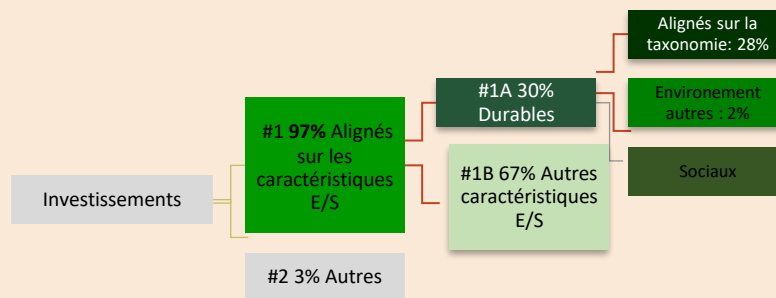 Investissements
#1 97% Alignés
sur les
caractéristiques
E/S
#2 3% Autres
#1A 30%
Durables
#1B 67% Autres
caractéristiques
E/S
Alignés sur la
taxonomie: 28%
Environement
autres : 2%
Sociaux